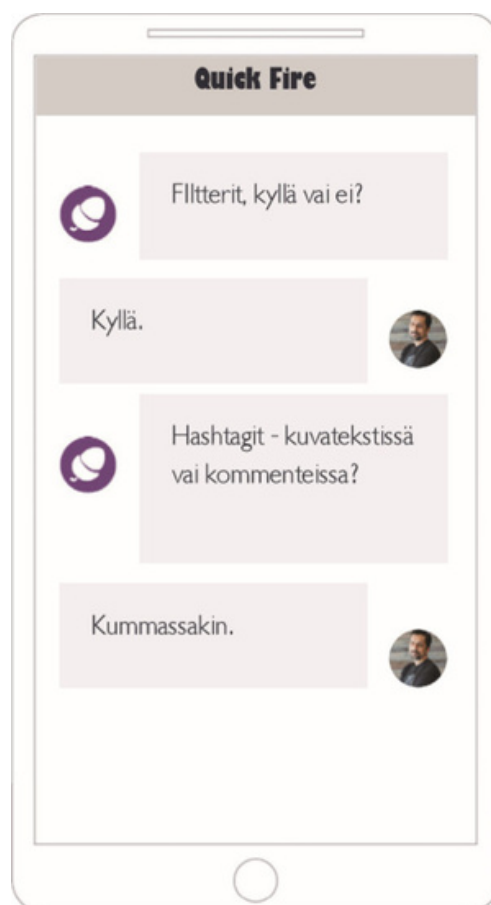 Quick Fire
FIltterit, kyllä vai ei?
Kyllä.
Hashtagit - kuvatekstissä
vai kommenteissa?
Kummassakin.